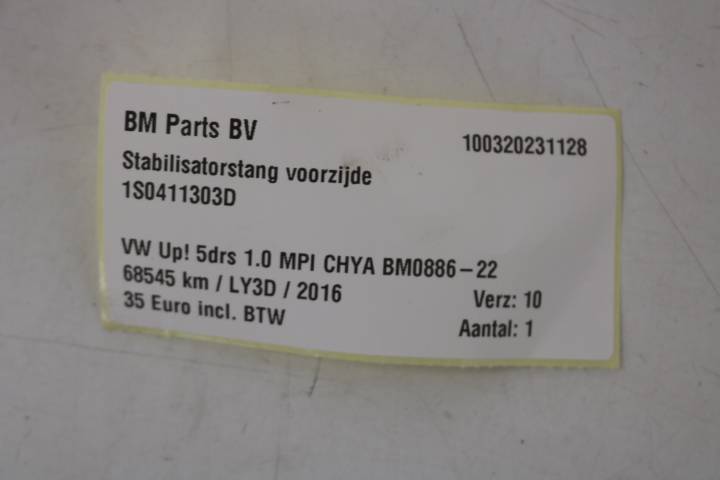 BM Parts BV
100320231128
Stabilisatorstang voorzijde
1S0411303D
VW Up! 5drs 1.0 MPI CHYA BM0886-22
68545 km / LY3D / 2016
Verz: 10
35 Euro incl. BTW
Aantal: 1